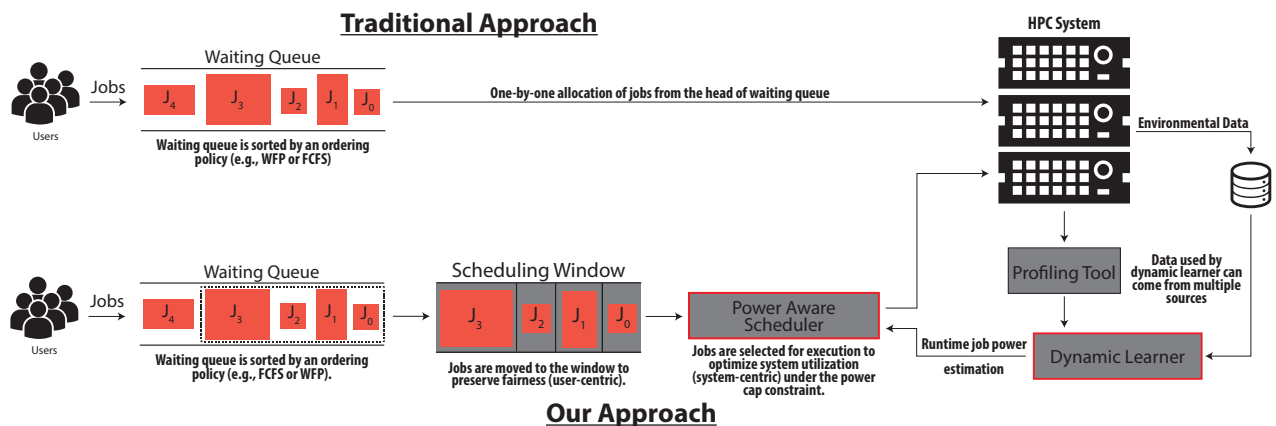 Traditional Approach
HPC System
Waiting Queue
Jobs
J4
J3
J2
J1
J0
Users
One-by-one allocation of jobs from the head of waiting queue
Waiting queue is sorted by an ordering
policy (e.g., WFP or FCFS)
Environmental Data
Waiting Queue
Jobs
J4
J3
J2
J1
J0
Users
Waiting queue is sorted by an ordering
policy (e.g., FCFS or WFP).
Scheduling Window
J3
J2
J1
J0
Jobs are moved to the window to
preserve fairness (user-centric).
Power Aware
Scheduler
Jobs are selected for execution to
optimize system utilization
(system-centric) under the power
cap constraint.
Profiling Tool
Data used by
dynamic learner can
come from multiple
sources
Runtime job power
estimation
Dynamic Learner
Our Approach